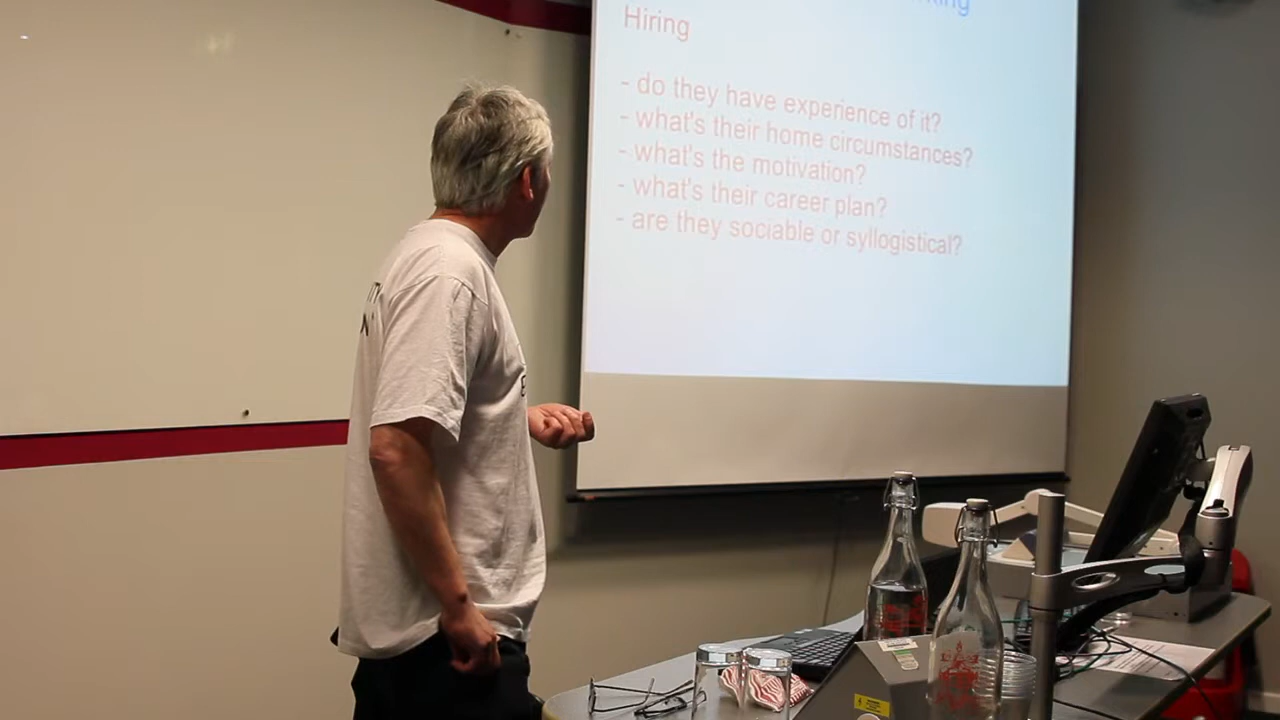 Hiring
- do they have experience of it?
- what's their home circumstances?
- what's the motivation?
- what's their career plan?
- are they sociable or syllogistical?